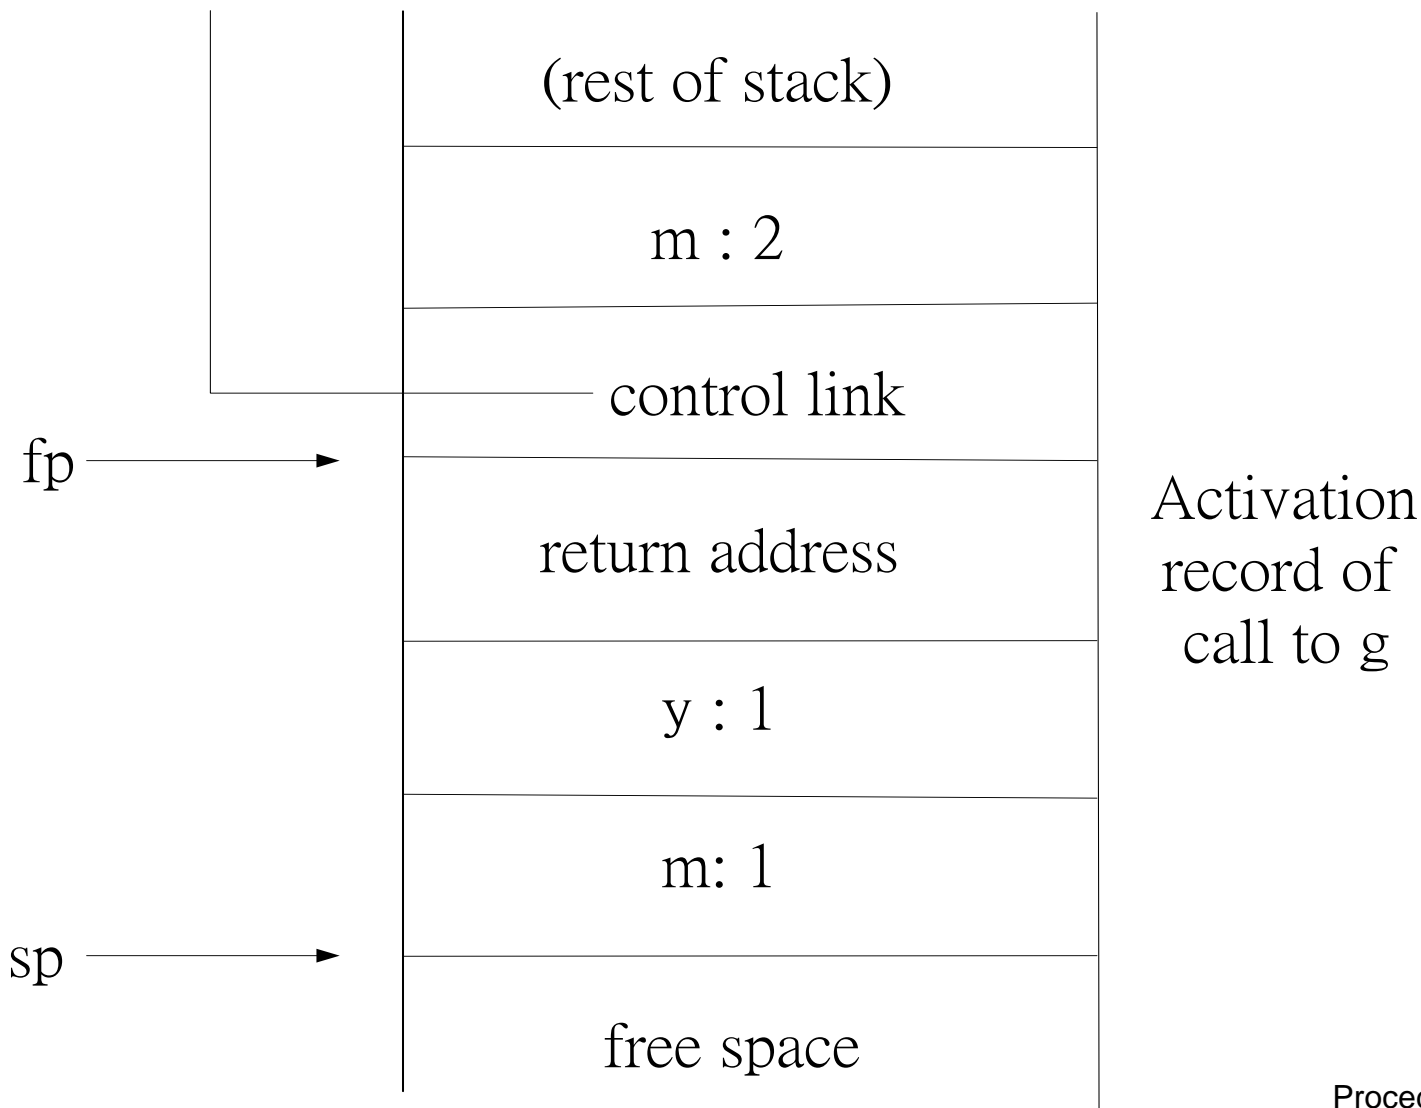 (rest of stack)
m : 2
control link
fp
return address
Activation
record of
call to g
y : 1
m: 1
sp
free space